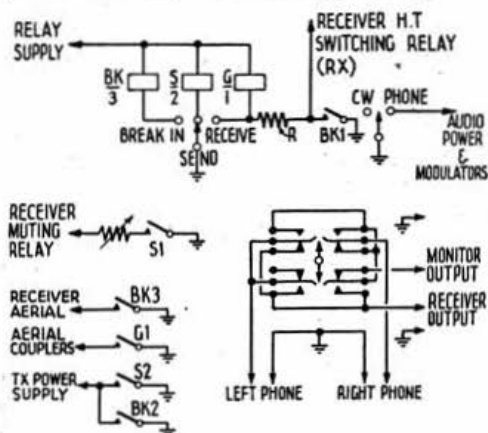 RELAY
SUPPLY
RECEIVER H.T
SWITCHING RELAY
(RX)
BK
3
S
2
G
1
BREAK IN
RECEIVE
SEND
R
BK1
CW PHONE
AUDIO
POWER
&
MODULATORS
RECEIVER
MUTING
RELAY
S1
MONITOR
OUTPUT
RECEIVER
OUTPUT
RECEIVER
AERIAL
BK3
AERIAL
COUPLERS
G1
TX POWER
SUPPLY
S2
BK2
LEFT PHONE
RIGHT PHONE